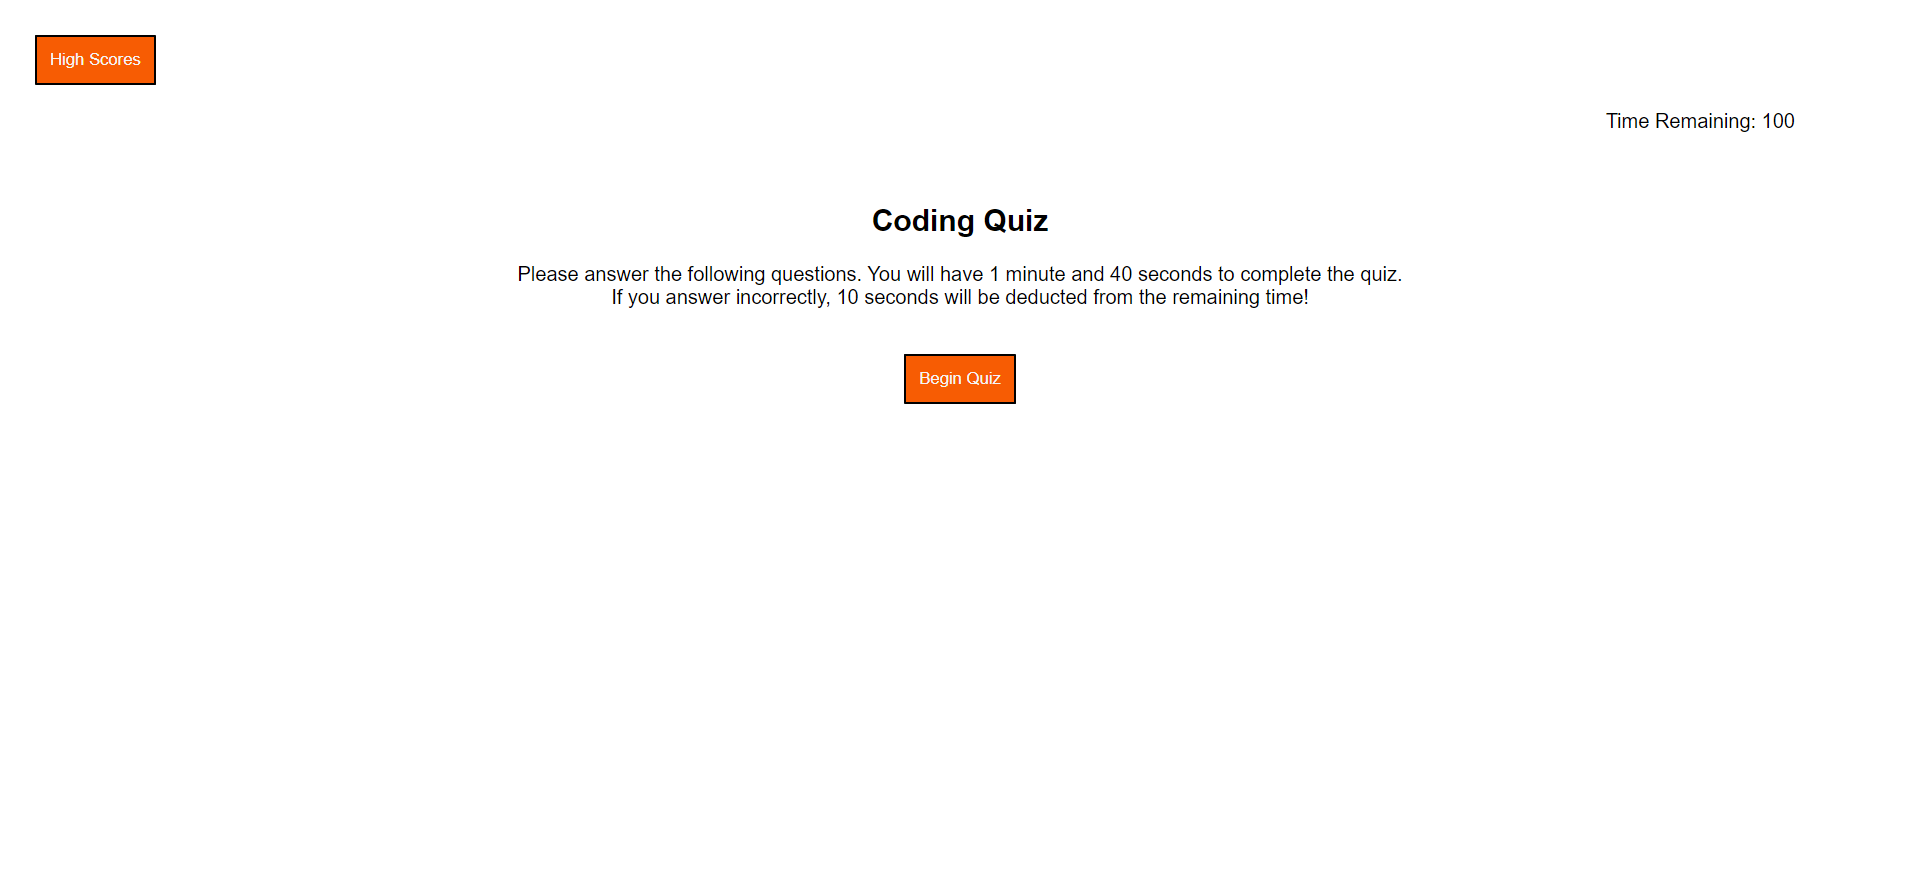 High Scores
Time Remaining: 100
Coding Quiz
Please answer the following questions. You will have 1 minute and 40 seconds to complete the quiz.
If you answer incorrectly, 10 seconds will be deducted from the remaining time!
Begin Quiz